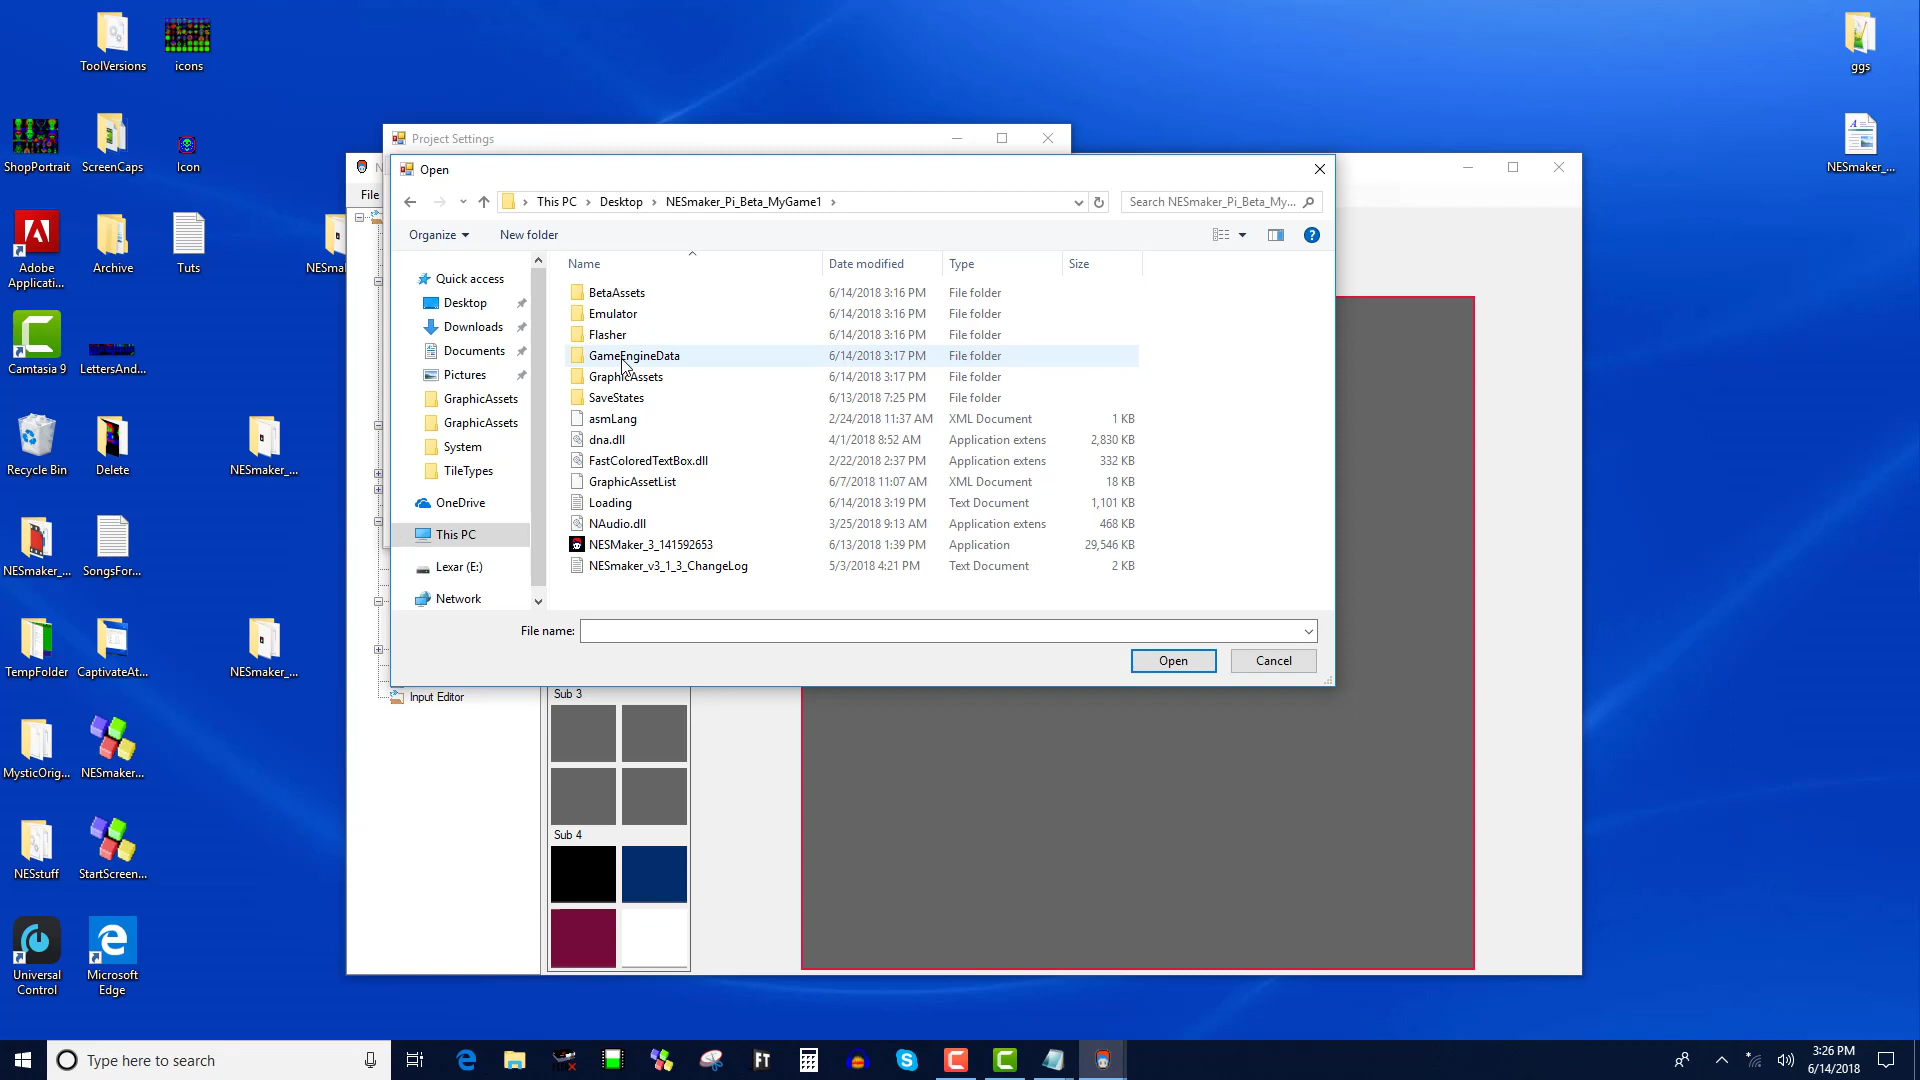 ToolVersions
icons
ggs
ShopPortrait
ScreenCaps
Icon
NESmaker_...
Adobe
Applicati...
Archive
Tuts
NESmal
Camtasia 9
LettersAnd...
Recycle Bin
Delete
NESmaker_...
NESmaker_...
SongsFor...
TempFolder
CaptivateAt...
NESmaker_...
MysticOrig...
NESmaker...
NESstuff
StartScreen...
Universal
Control
Microsoft
Edge
Project Settings
File
Open
This PC
Desktop
NESmaker_Pi_Beta_MyGame1
Search NESmaker_Pi_Beta_My...
Organize
New folder
Quick access
Desktop
Downloads
Documents
Pictures
GraphicAssets
GraphicAssets
System
TileTypes
OneDrive
This PC
Lexar (E:)
Network
Name Date modified Type Size
BetaAssets 6/14/2018 3:16 PM File folder
Emulator 6/14/2018 3:16 PM File folder
Flasher 6/14/2018 3:16 PM File folder
GameEngineData 6/14/2018 3:17 PM File folder
GraphicAssets 6/14/2018 3:17 PM File folder
SaveStates 6/13/2018 7:25 PM File folder
asmLang 2/24/2018 11:37 AM XML Document 1 KB
dna.dll 4/1/2018 8:52 AM Application extens 2,830 KB
FastColoredTextBox.dll 2/22/2018 2:37 PM Application extens 332 KB
GraphicAssetList 6/7/2018 11:07 AM XML Document 18 KB
Loading 6/14/2018 3:19 PM Text Document 1,101 KB
NAudio.dll 3/25/2018 9:13 AM Application extens 468 KB
NESMaker_3_141592653 6/13/2018 1:39 PM Application 29,546 KB
NESmaker_v3_1_3_ChangeLog 5/3/2018 4:21 PM Text Document 2 KB
File name:
Open
Cancel
Input Editor
Sub 3
Sub 4
Type here to search
FT
3:26 PM
6/14/2018